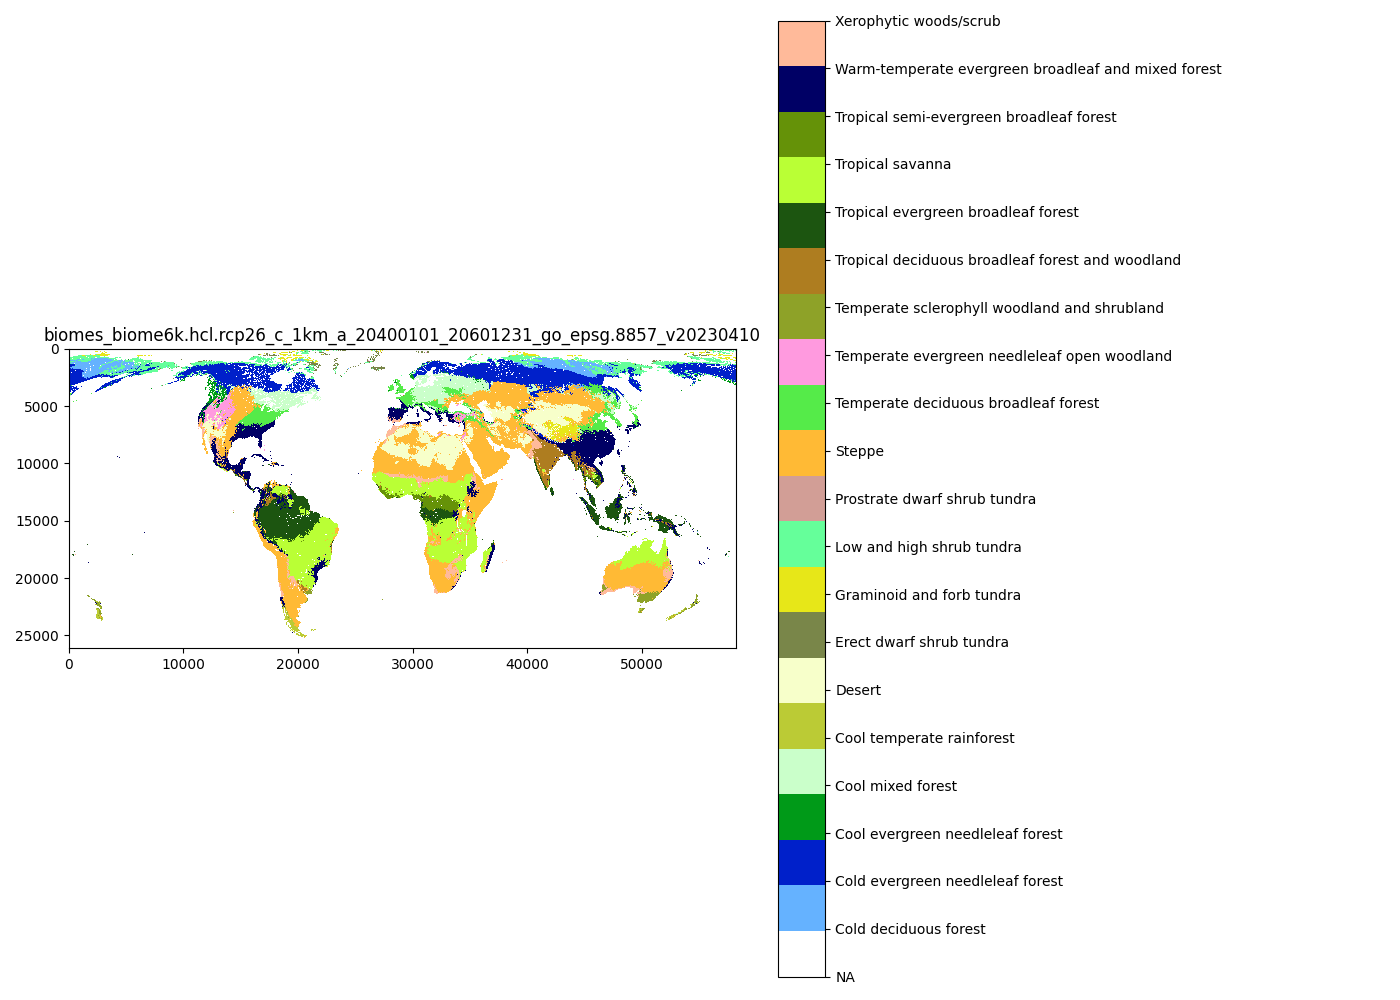 biomes_biome6k.hcl.rcp26_c_1km_a_20400101_20601231_go_epsg.8857_v20230410
0
5000
10000
15000
20000
25000
0 10000 20000 30000 40000 50000
Xerophytic woods/scrub
Warm-temperate evergreen broadleaf and mixed forest
Tropical semi-evergreen broadleaf forest
Tropical savanna
Tropical evergreen broadleaf forest
Tropical deciduous broadleaf forest and woodland
Temperate sclerophyll woodland and shrubland
Temperate evergreen needleleaf open woodland
Temperate deciduous broadleaf forest
Steppe
Prostrate dwarf shrub tundra
Low and high shrub tundra
Graminoid and forb tundra
Erect dwarf shrub tundra
Desert
Cool temperate rainforest
Cool mixed forest
Cool evergreen needleleaf forest
Cold evergreen needleleaf forest
Cold deciduous forest
NA